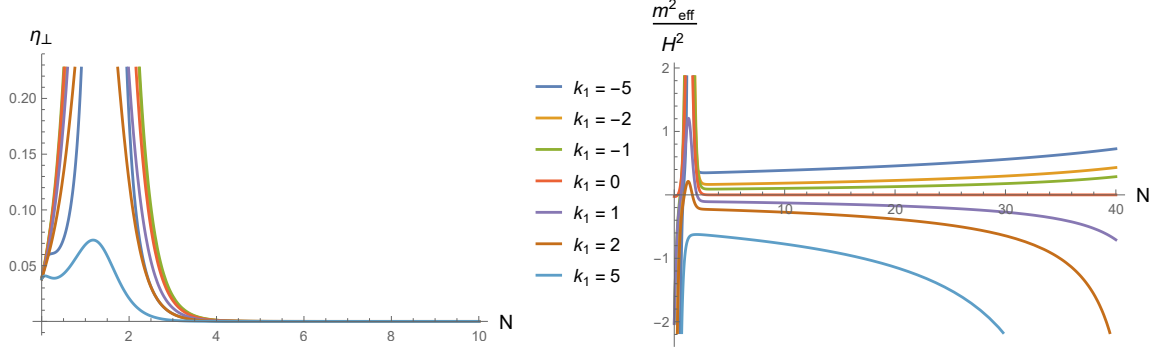 η⊥
0.20
0.15
0.10
0.05
2
4
6
8
10
N
k₁ = -5
k₁ = -2
k₁ = -1
k₁ = 0
k₁ = 1
k₁ = 2
k₁ = 5
m²eff
H²
2
1
-1
-2
10
20
30
40
N